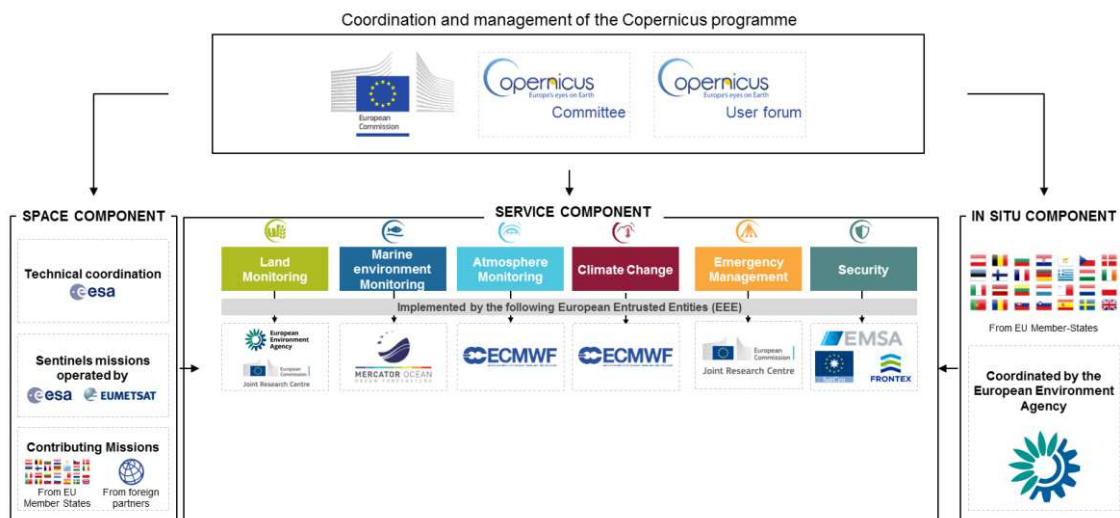 Coordination and management of the Copernicus programme
European
Commission
Copernicus
Europe's eyes on Earth
Committee
Copernicus
Europe's eyes on Earth
User forum
SPACE COMPONENT
Technical coordination
esa
Sentinels missions
operated by
esa
EUMETSAT
Contributing Missions
From EU
Member States
From foreign
partners
SERVICE COMPONENT
Land
Monitoring
Marine
environment
Monitoring
Atmosphere
Monitoring
Climate Change
Emergency
Management
Security
Implemented by the following European Entrusted Entities (EEE)
European
Environment
Agency
European
Commission
Joint Research Centre
MERCATOR OCEAN
OCEAN FORECASTERS
ECMWF
ECMWF
European
Commission
Joint Research Centre
EMSA
FRONTEX
IN SITU COMPONENT
From EU Member-States
Coordinated by the
European Environment
Agency